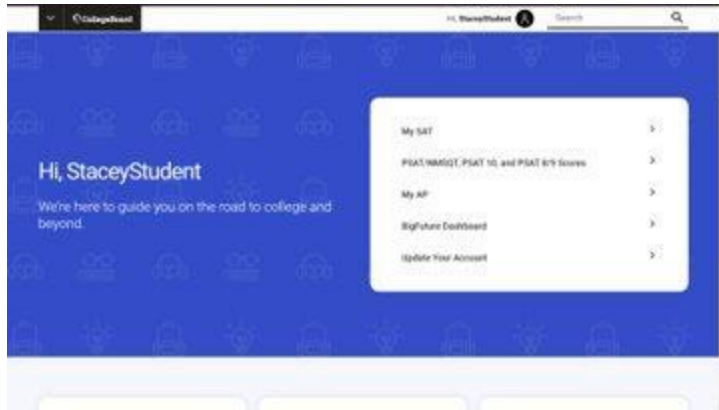 CollegeBoard
Hi, StaceyStudent
Search
Hi, StaceyStudent
We're here to guide you on the road to college and
beyond.
My SAT
PSAT/NMSQT, PSAT 10, and PSAT 8/9 Scores
My AP
BigFuture Dashboard
Update Your Account